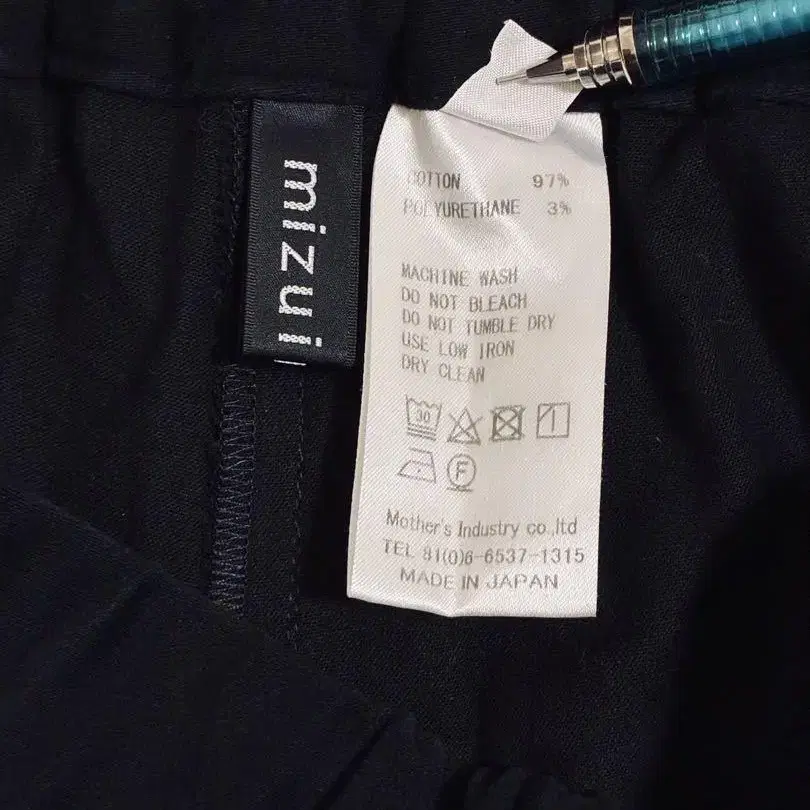 mizuii
COTTON 97%
POLYURETHANE 3%
MACHINE WASH
DO NOT BLEACH
DO NOT TUMBLE DRY
USE LOW IRON
DRY CLEAN
30
F
Mother's Industry co.,ltd
TEL 81(0)6-6537-1315
MADE IN JAPAN